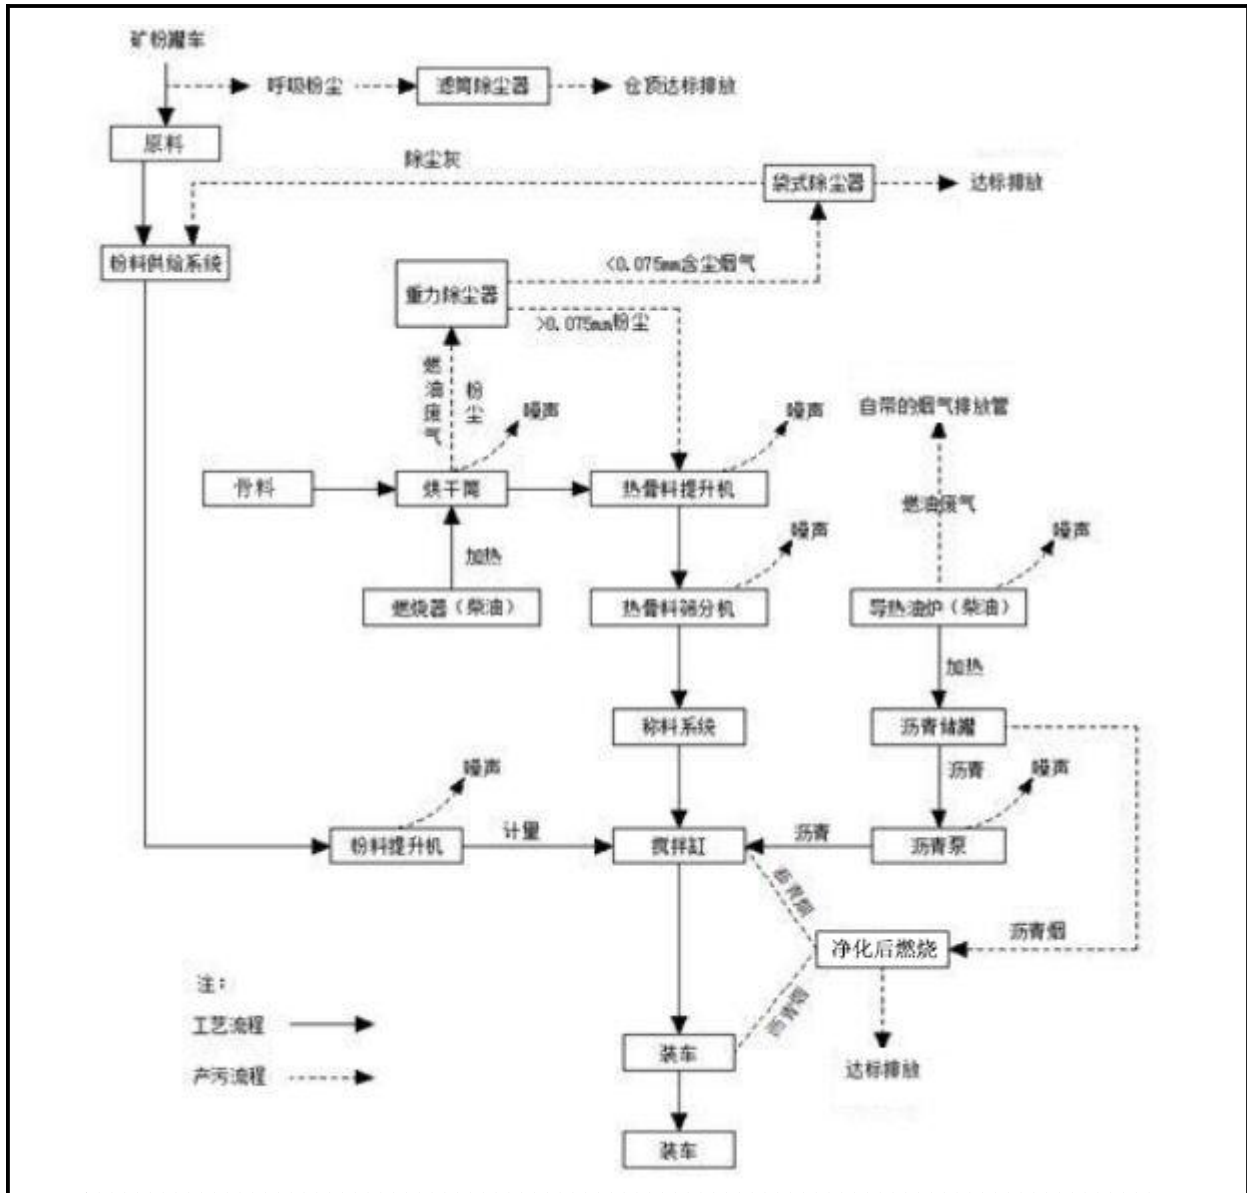 矿粉罐车
呼吸粉尘
滤筒除尘器
仓顶达标排放
原料
除尘灰
袋式除尘器
达标排放
粉料供给系统
<0.075mm含尘烟气
重力除尘器
>0.075mm粉尘
燃油废气
粉尘
噪声
噪声
自带的烟气排放管
骨料
烘干筒
热骨料提升机
燃油废气
加热
噪声
噪声
燃烧器（柴油）
热骨料筛分机
导热油炉（柴油）
加热
称料系统
沥青储罐
噪声
沥青
噪声
粉料提升机
计量
搅拌缸
沥青
沥青泵
沥青烟
净化后燃烧
沥青烟
注：
工艺流程
沥青烟
装车
产污流程
达标排放
装车